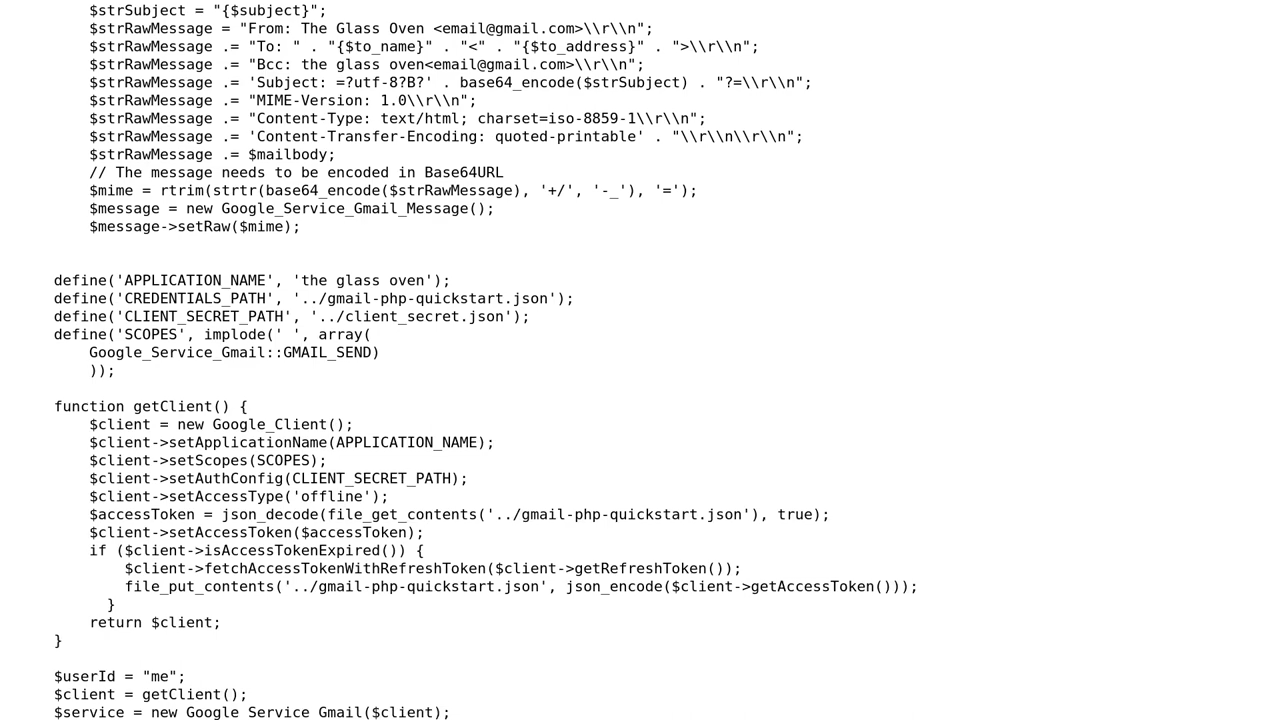 $strSubject = "{$subject}";
$strRawMessage = "From: The Glass Oven <email@gmail.com>\\r\\n";
$strRawMessage .= "To: " . "{$to_name}" . "<" . "{$to_address}" . ">\\r\\n";
$strRawMessage .= "Bcc: the glass oven<email@gmail.com>\\r\\n";
$strRawMessage .= 'Subject: =?utf-8?B?' . base64_encode($strSubject) . "?=\\r\\n";
$strRawMessage .= "MIME-Version: 1.0\\r\\n";
$strRawMessage .= "Content-Type: text/html; charset=iso-8859-1\\r\\n";
$strRawMessage .= 'Content-Transfer-Encoding: quoted-printable' . "\\r\\n\\r\\n";
$strRawMessage .= $mailbody;
// The message needs to be encoded in Base64URL
$mime = rtrim(strtr(base64_encode($strRawMessage), '+/', '-_'), '=');
$message = new Google_Service_Gmail_Message();
$message->setRaw($mime);
define('APPLICATION_NAME', 'the glass oven');
define('CREDENTIALS_PATH', '../gmail-php-quickstart.json');
define('CLIENT_SECRET_PATH', '../client_secret.json');
define('SCOPES', implode(' ', array(
Google_Service_Gmail::GMAIL_SEND)
));
function getClient() {
$client = new Google_Client();
$client->setApplicationName(APPLICATION_NAME);
$client->setScopes(SCOPES);
$client->setAuthConfig(CLIENT_SECRET_PATH);
$client->setAccessType('offline');
$accessToken = json_decode(file_get_contents('../gmail-php-quickstart.json'), true);
$client->setAccessToken($accessToken);
if ($client->isAccessTokenExpired()) {
$client->fetchAccessTokenWithRefreshToken($client->getRefreshToken());
file_put_contents('../gmail-php-quickstart.json', json_encode($client->getAccessToken()));
}
return $client;
}
$userId = "me";
$client = getClient();
$service = new Google_Service_Gmail($client);